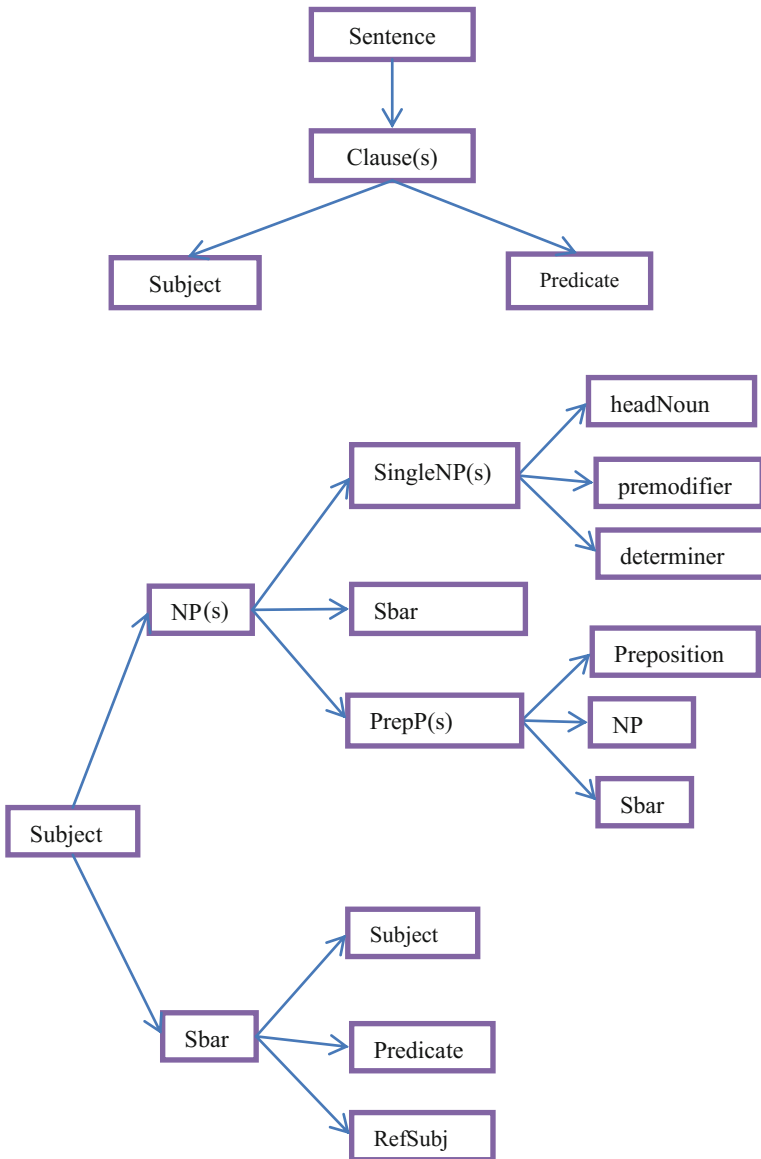 Sentence
Clause(s)
Subject
Predicate
headNoun
SingleNP(s)
premodifier
determiner
NP(s)
Sbar
Preposition
PrepP(s)
NP
Sbar
Subject
Subject
Sbar
Predicate
RefSubj